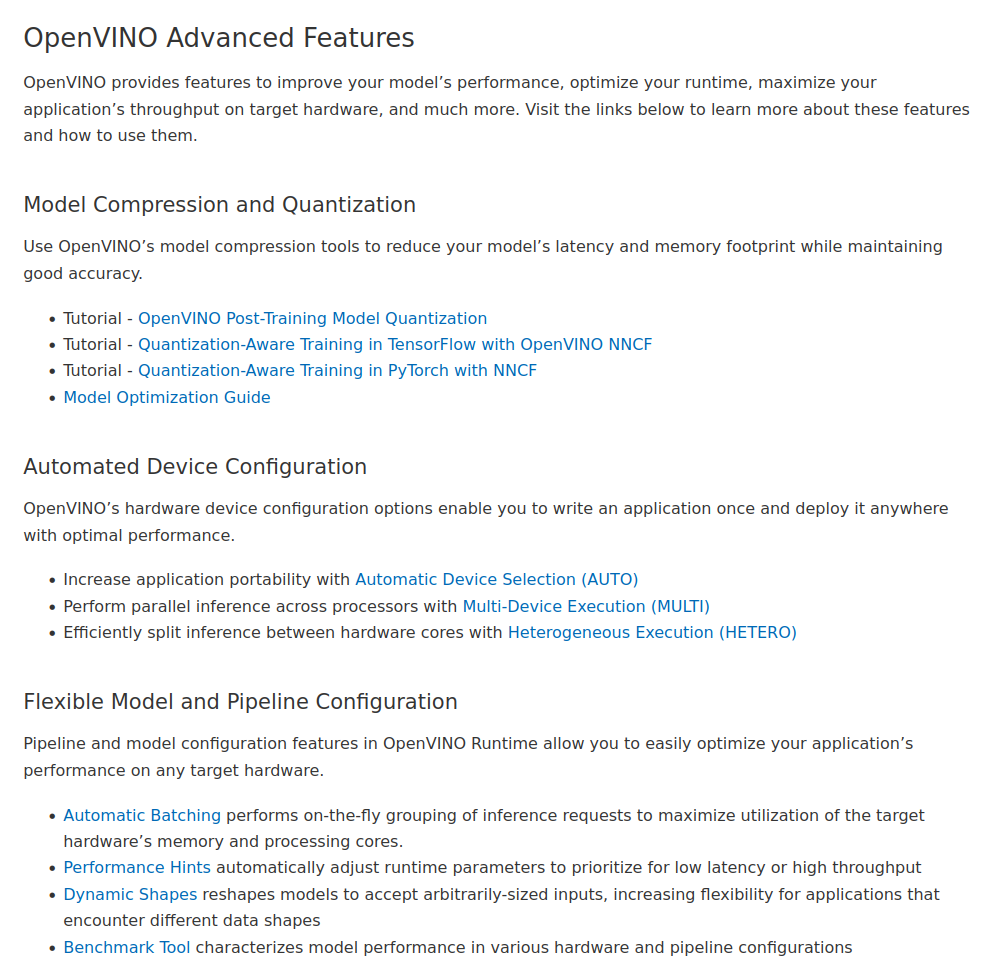 OpenVINO Advanced Features
OpenVINO provides features to improve your model’s performance, optimize your runtime, maximize your
application’s throughput on target hardware, and much more. Visit the links below to learn more about these features
and how to use them.
Model Compression and Quantization
Use OpenVINO’s model compression tools to reduce your model’s latency and memory footprint while maintaining
good accuracy.
• Tutorial - OpenVINO Post-Training Model Quantization
• Tutorial - Quantization-Aware Training in TensorFlow with OpenVINO NNCF
• Tutorial - Quantization-Aware Training in PyTorch with NNCF
• Model Optimization Guide
Automated Device Configuration
OpenVINO’s hardware device configuration options enable you to write an application once and deploy it anywhere
with optimal performance.
• Increase application portability with Automatic Device Selection (AUTO)
• Perform parallel inference across processors with Multi-Device Execution (MULTI)
• Efficiently split inference between hardware cores with Heterogeneous Execution (HETERO)
Flexible Model and Pipeline Configuration
Pipeline and model configuration features in OpenVINO Runtime allow you to easily optimize your application’s
performance on any target hardware.
• Automatic Batching performs on-the-fly grouping of inference requests to maximize utilization of the target
hardware’s memory and processing cores.
• Performance Hints automatically adjust runtime parameters to prioritize for low latency or high throughput
• Dynamic Shapes reshapes models to accept arbitrarily-sized inputs, increasing flexibility for applications that
encounter different data shapes
• Benchmark Tool characterizes model performance in various hardware and pipeline configurations